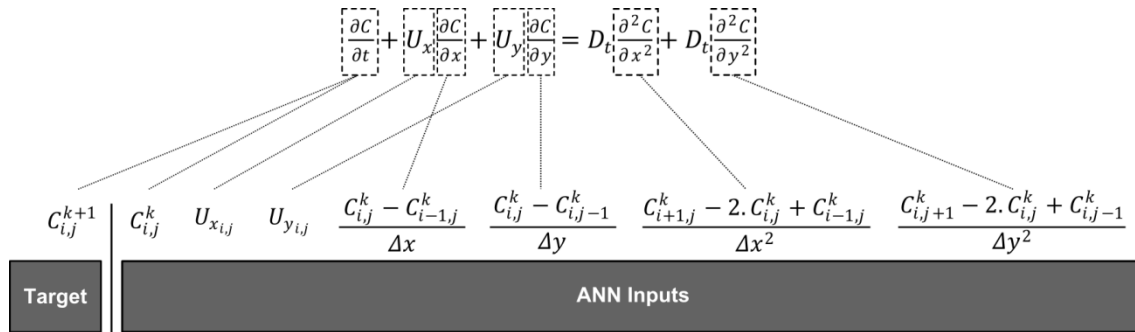 ∂C/∂t + U_x ∂C/∂x + U_y ∂C/∂y = D_t ∂²C/∂x² + D_t ∂²C/∂y²
C_{i,j}^{k+1} C_{i,j}^k U_{x_{i,j}} U_{y_{i,j}} (C_{i,j}^k − C_{i−1,j}^k)/Δx (C_{i,j}^k − C_{i,j−1}^k)/Δy (C_{i+1,j}^k − 2. C_{i,j}^k + C_{i−1,j}^k)/Δx² (C_{i,j+1}^k − 2. C_{i,j}^k + C_{i,j−1}^k)/Δy²
Target ANN Inputs